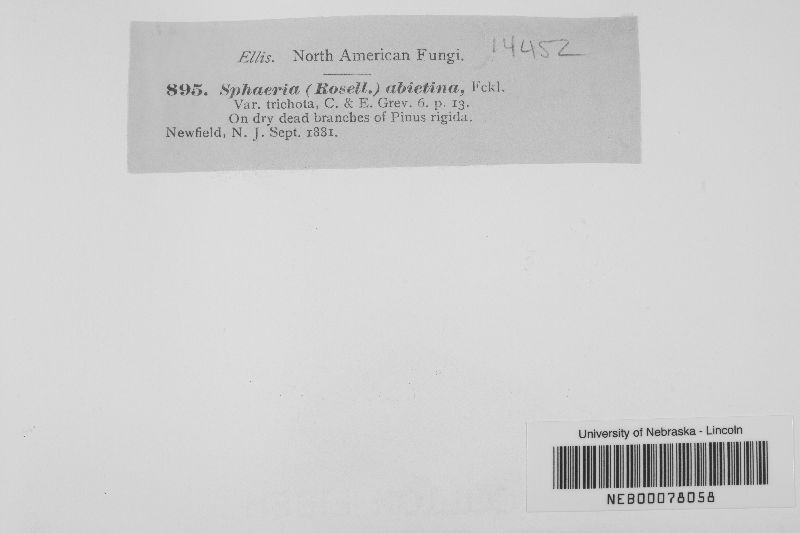 Ellis. North American Fungi. 14452
895. Sphaeria (Rosell.) abietina, Fckl.
Var. trichota, C. & E. Grev. 6. p. 13.
On dry dead branches of Pinus rigida.
Newfield, N. J. Sept. 1881.
University of Nebraska - Lincoln
NEB00078058